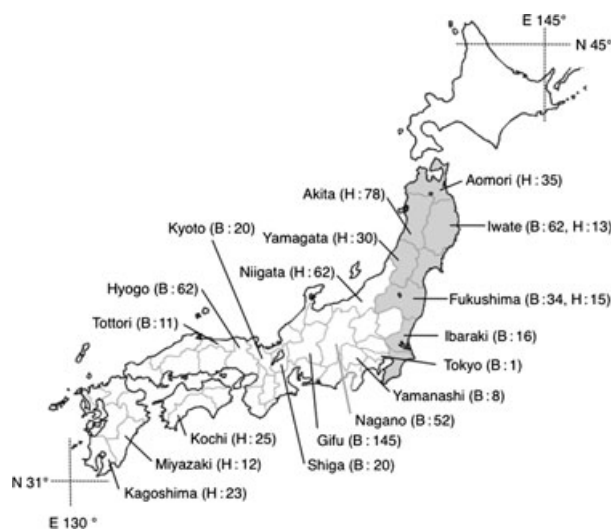 E 145°
N 45°
Aomori (H : 35)
Akita (H : 78)
Iwate (B : 62, H : 13)
Kyoto (B : 20)
Yamagata (H : 30)
Niigata (H : 62)
Hyogo
(B : 62)
Fukushima (B : 34, H : 15)
Tottori (B : 11)
Ibaraki (B : 16)
Tokyo (B : 1)
Yamanashi (B : 8)
Nagano (B : 52)
Kochi (H : 25)
Gifu (B : 145)
Miyazaki (H : 12)
Shiga (B : 20)
N 31°
Kagoshima (H : 23)
E 130 °